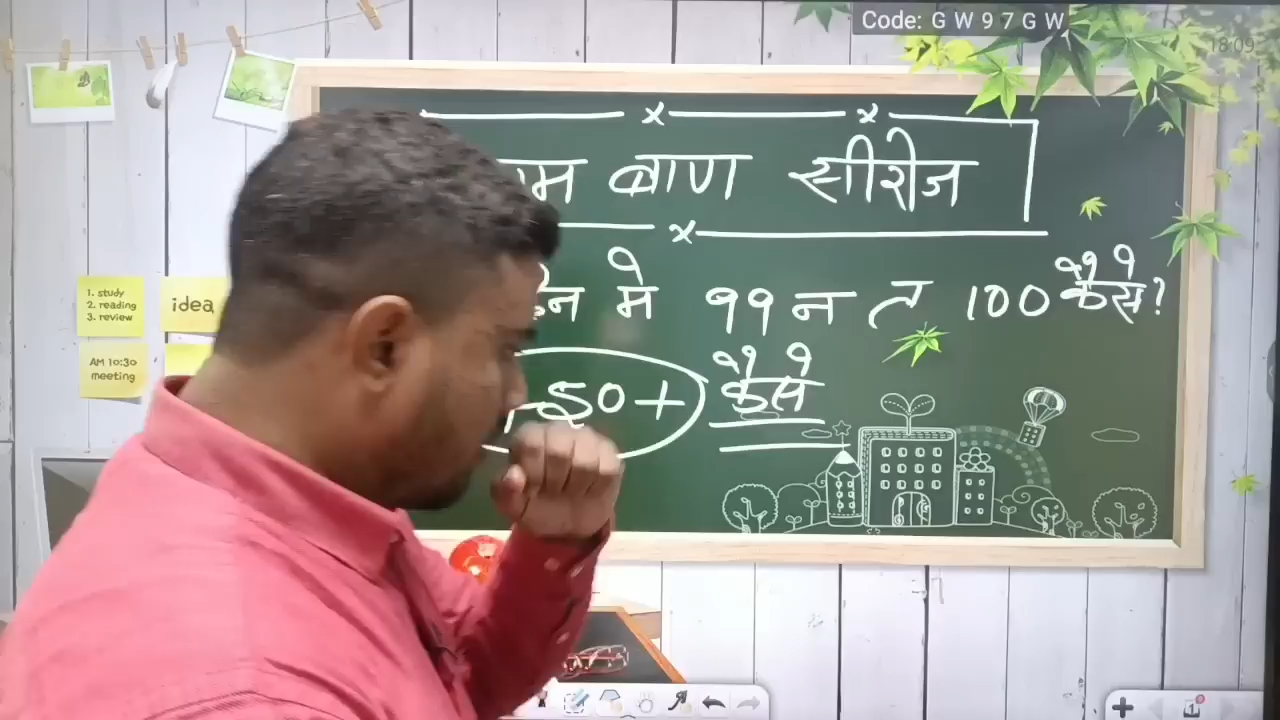 Code: G W 9 7 G W
18:09
बाण सीरीज
में 99 न त 100 कैसे?
50+ कैसे
1. study
2. reading
3. review
idea
AM 10:30
meeting